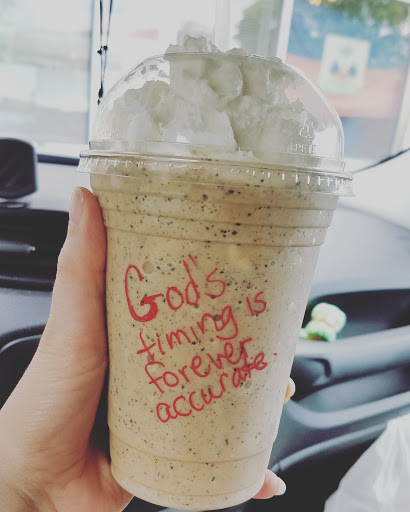 God's
timing is
forever
accurate.